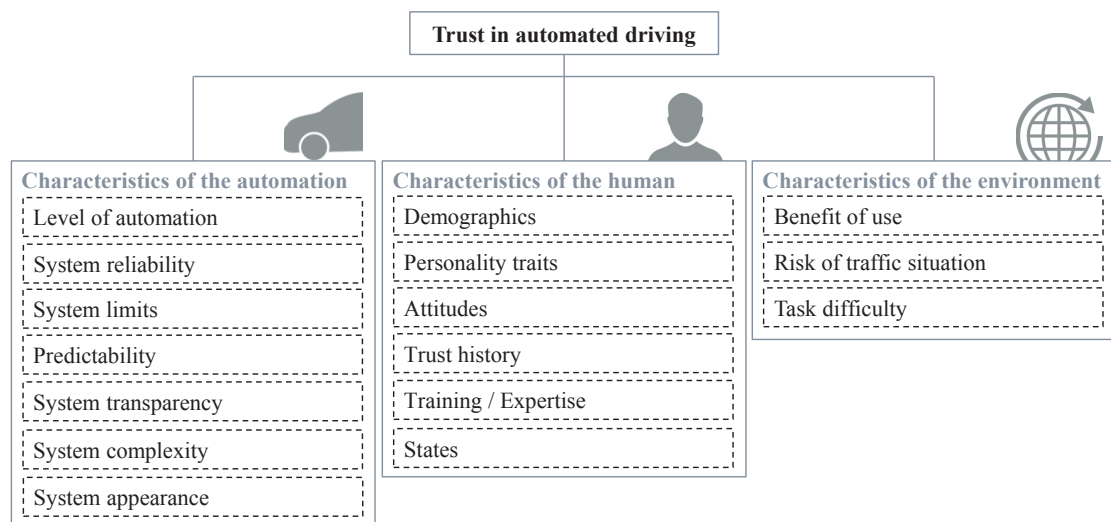 Trust in automated driving
Characteristics of the automation
Level of automation
System reliability
System limits
Predictability
System transparency
System complexity
System appearance
Characteristics of the human
Demographics
Personality traits
Attitudes
Trust history
Training / Expertise
States
Characteristics of the environment
Benefit of use
Risk of traffic situation
Task difficulty